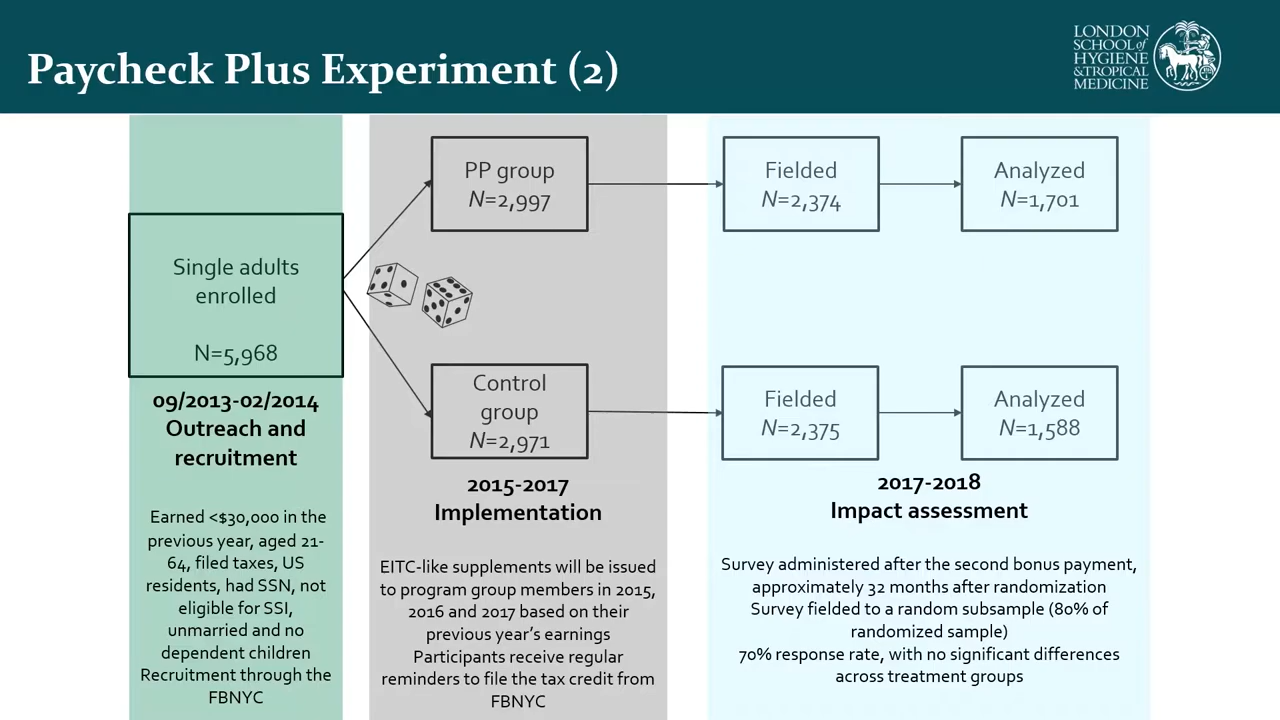 Paycheck Plus Experiment (2)
LONDON
SCHOOL of
HYGIENE
& TROPICAL
MEDICINE
Single adults
enrolled
N=5,968
09/2013-02/2014
Outreach and
recruitment
Earned <$30,000 in the
previous year, aged 21-
64, filed taxes, US
residents, had SSN, not
eligible for SSI,
unmarried and no
dependent children
Recruitment through the
FBNYC
PP group
N=2,997
Control
group
N=2,971
2015-2017
Implementation
EITC-like supplements will be issued
to program group members in 2015,
2016 and 2017 based on their
previous year's earnings
Participants receive regular
reminders to file the tax credit from
FBNYC
Fielded
N=2,374
Analyzed
N=1,701
Fielded
N=2,375
Analyzed
N=1,588
2017-2018
Impact assessment
Survey administered after the second bonus payment,
approximately 32 months after randomization
Survey fielded to a random subsample (80% of
randomized sample)
70% response rate, with no significant differences
across treatment groups